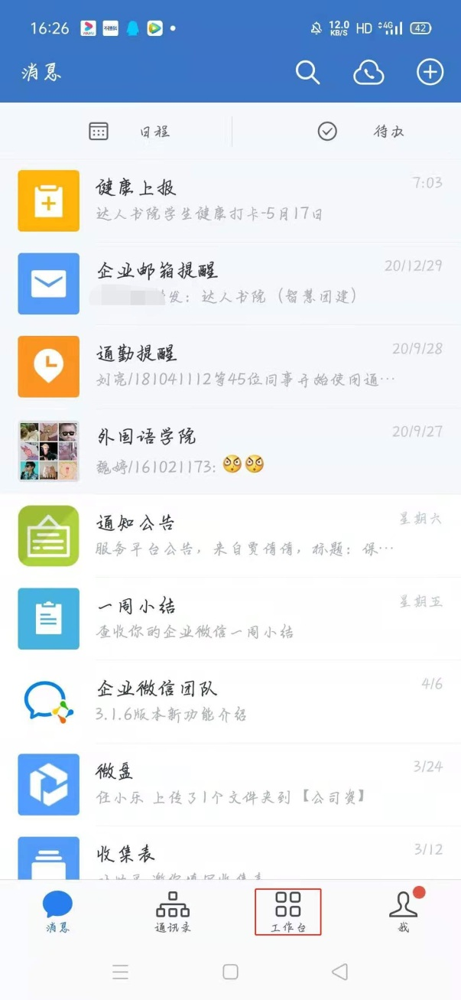 16:26
12.0 KB/S HD 4G 42
消息
日程
待办
健康上报
7:03
达人书院学生健康打卡-5月17日
企业邮箱提醒
20/12/29
发：达人书院（智慧团建）
通勤提醒
20/9/28
刘亮/181041112等45位同事开始使用通…
外国语学院
20/9/27
魏婷/161021173:
通知公告
星期六
服务平台公告，来自贾倩倩，标题：保…
一周小结
星期五
查收你的企业微信一周小结
企业微信团队
4/6
3.1.6版本新功能介绍
微盘
3/24
任小乐 上传了1个文件夹到【公司资】
收集表
3/12
消息
通讯录
工作台
我